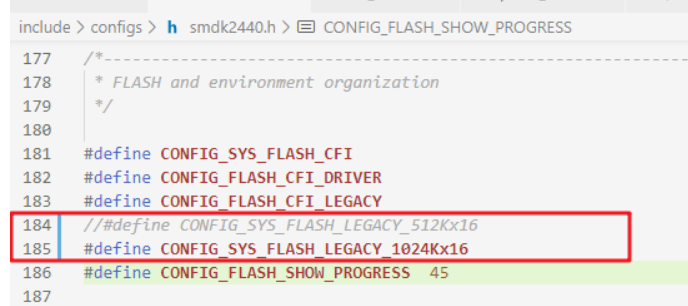 include > configs > h smdk2440.h > CONFIG_FLASH_SHOW_PROGRESS
177 /*------------------------------------------------------------------
178 * FLASH and environment organization
179 */
180
181 #define CONFIG_SYS_FLASH_CFI
182 #define CONFIG_FLASH_CFI_DRIVER
183 #define CONFIG_FLASH_CFI_LEGACY
184 //#define CONFIG_SYS_FLASH_LEGACY_512Kx16
185 #define CONFIG_SYS_FLASH_LEGACY_1024Kx16
186 #define CONFIG_FLASH_SHOW_PROGRESS 45
187